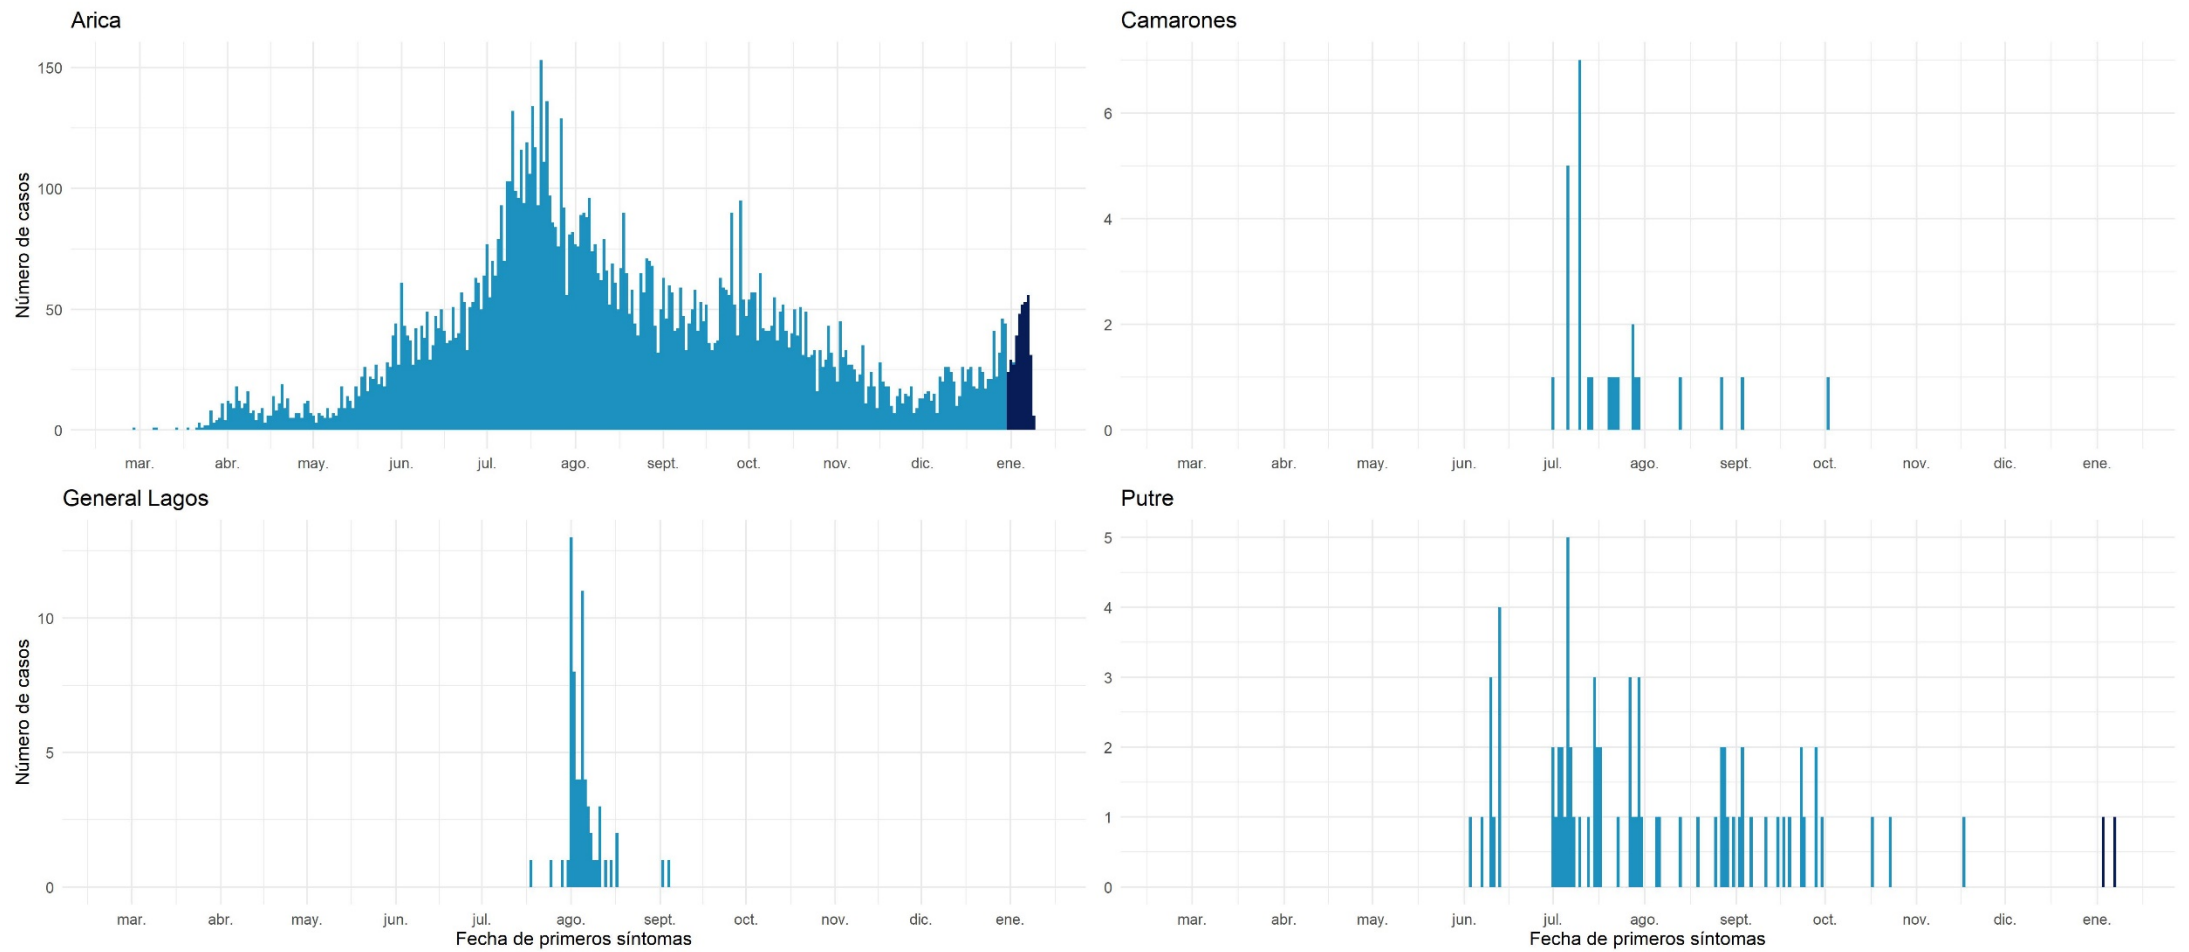 Arica
Número de casos
150
100
50
0
mar. abr. may. jun. jul. ago. sept. oct. nov. dic. ene.
Camarones
6
4
2
0
mar. abr. may. jun. jul. ago. sept. oct. nov. dic. ene.
General Lagos
Número de casos
10
5
0
mar. abr. may. jun. jul. ago. sept. oct. nov. dic. ene.
Fecha de primeros síntomas
Putre
5
4
3
2
1
0
mar. abr. may. jun. jul. ago. sept. oct. nov. dic. ene.
Fecha de primeros síntomas